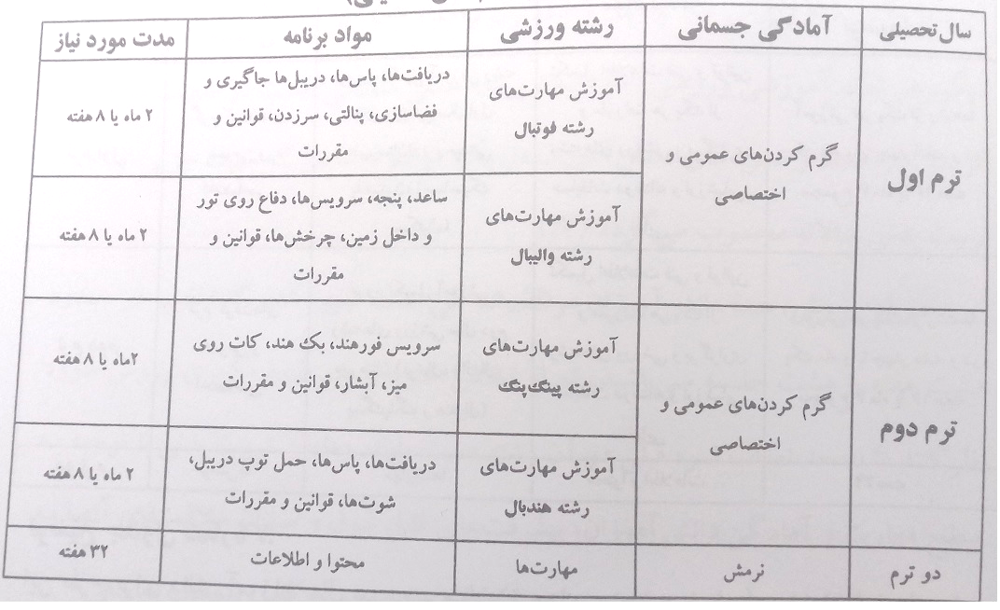 سال تحصیلی آمادگی جسمانی رشته ورزشی مواد برنامه مدت مورد نیاز
ترم اول
گرم کردن‌های عمومی و
اختصاصی
آموزش مهارت‌های
رشته فوتبال
دریافت‌ها، پاس‌ها، دریبل‌ها جاگیری و
فضاسازی، پنالتی، سرزدن، قوانین و
مقررات
۲ ماه یا ۸ هفته
آموزش مهارت‌های
رشته والیبال
ساعد، پنجه، سرویس‌ها، دفاع روی تور
و داخل زمین، چرخش‌ها، قوانین و
مقررات
۲ ماه یا ۸ هفته
ترم دوم
گرم کردن‌های عمومی و
اختصاصی
آموزش مهارت‌های
رشته پینگ‌پنگ
سرویس فورهند، بک هند، کات روی
میز، آبشار، قوانین و مقررات
۲ماه یا ۸ هفته
آموزش مهارت‌های
رشته هندبال
دریافت‌ها، پاس‌ها، حمل توپ دریبل،
شوت‌ها، قوانین و مقررات
۲ ماه یا ۸ هفته
دو ترم نرمش مهارت‌ها محتوا و اطلاعات ۳۲ هفته